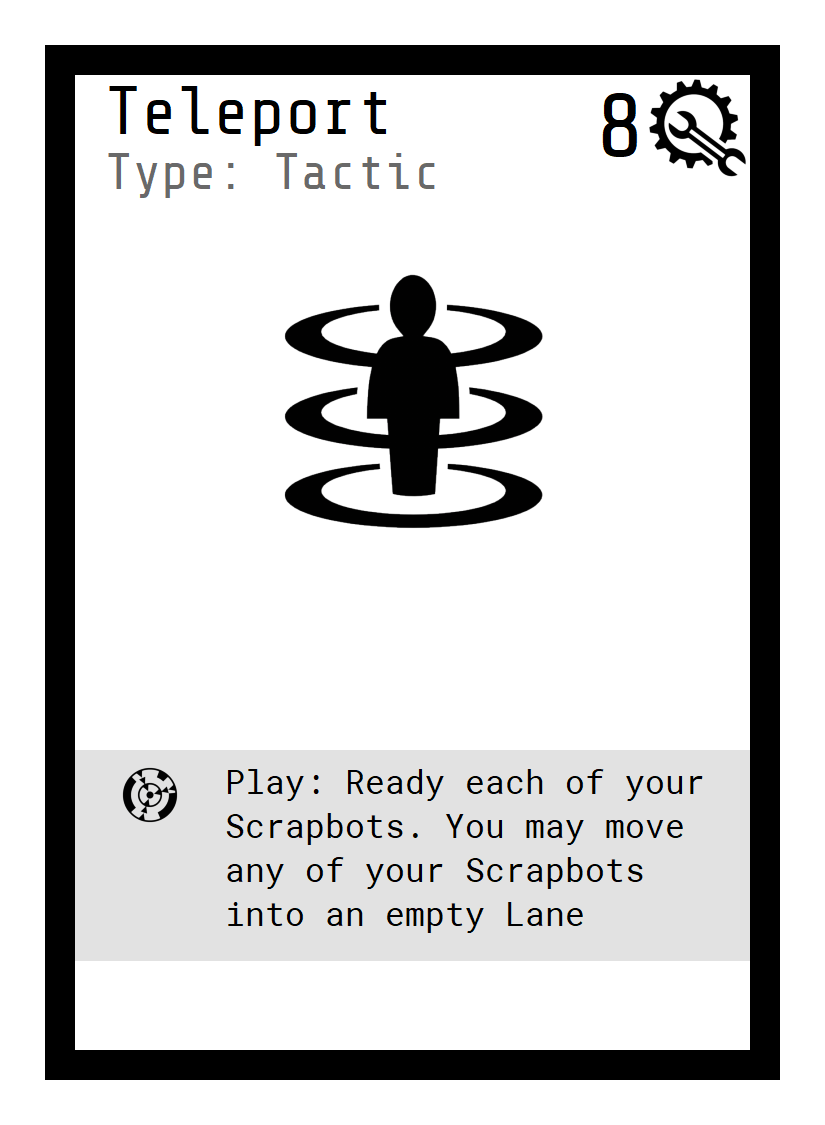 Teleport
8
Type: Tactic
Play: Ready each of your
Scrapbots. You may move
any of your Scrapbots
into an empty Lane